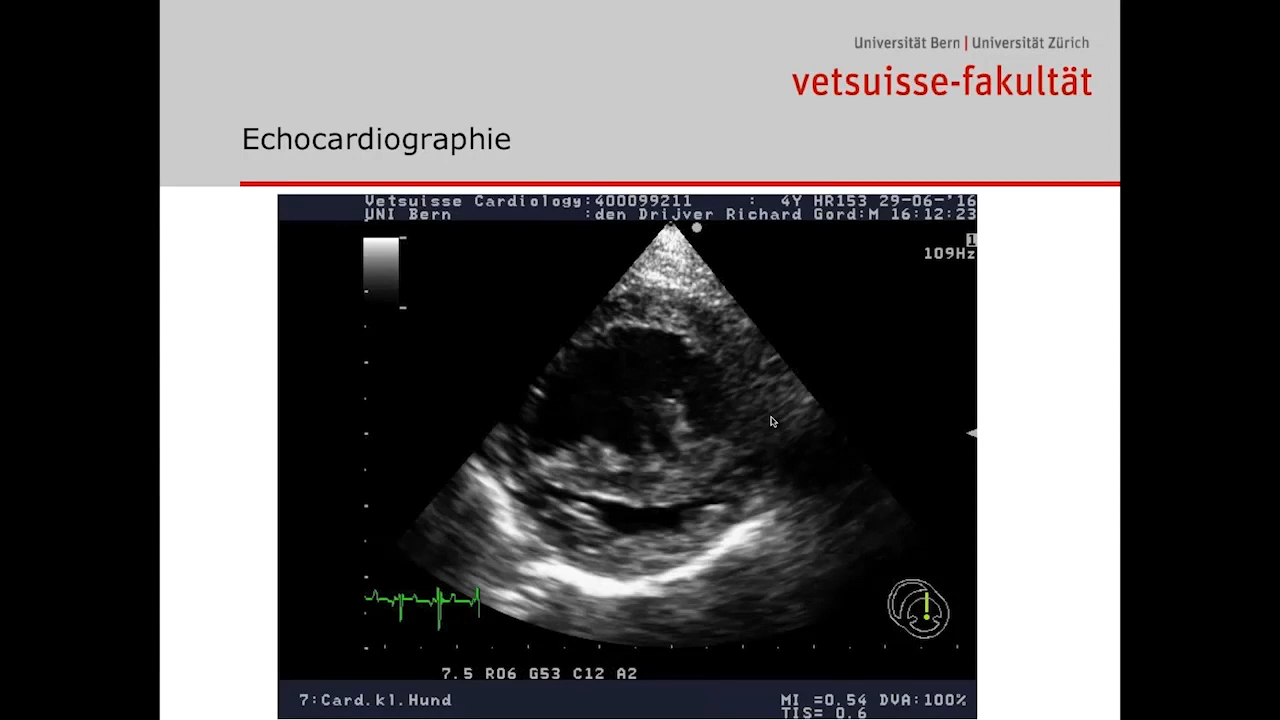 Universität Bern | Universität Zürich
vetsuisse-fakultät
Echocardiographie
Vetsuisse Cardiology:400099211 : 4Y HR153 29-06-'16
UNI Bern :den Drijver Richard Gord:M 16:12:23
1
109Hz
7.5 R06 G53 C12 A2
7:Card.kl.Hund
MI =0.54 DVA:100%
TIS= 0.6